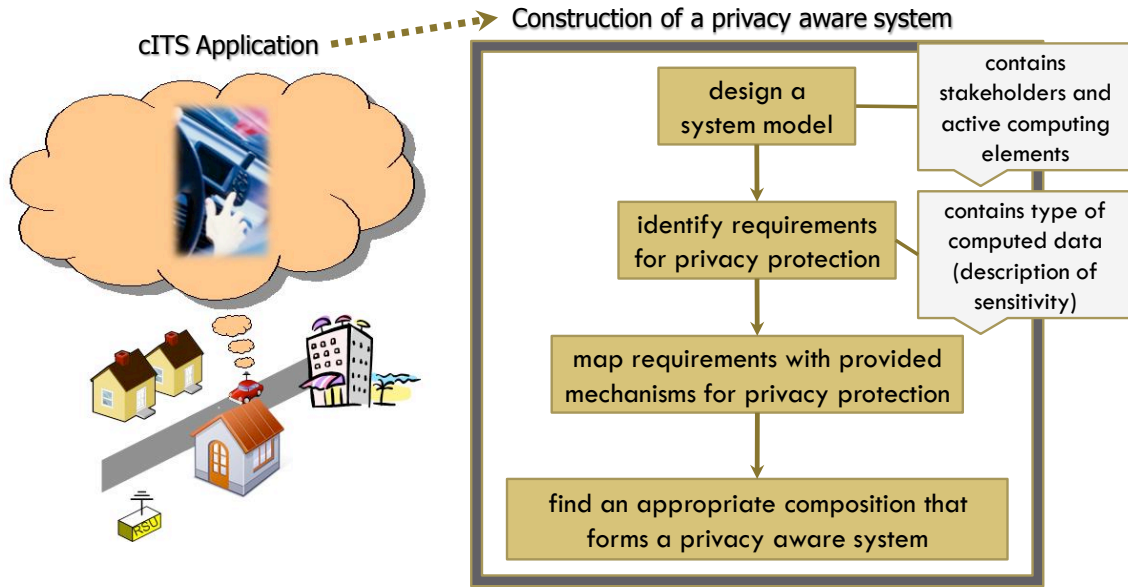 cITS Application
Construction of a privacy aware system
design a
system model
contains
stakeholders and
active computing
elements
identify requirements
for privacy protection
contains type of
computed data
(description of
sensitivity)
map requirements with provided
mechanisms for privacy protection
find an appropriate composition that
forms a privacy aware system
RSU